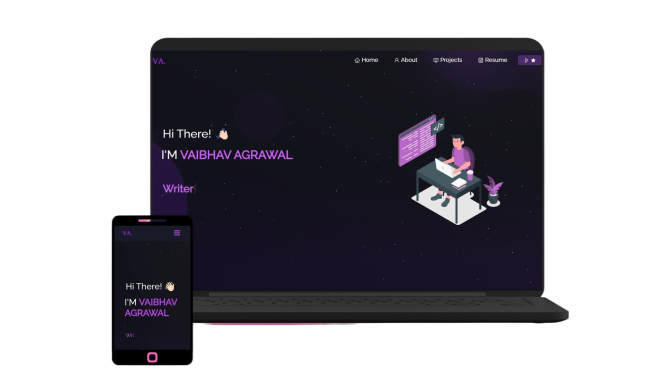 VA.
Home
About
Projects
Resume
Hi There!
I'M VAIBHAV AGRAWAL
Writer
</>
VA.
Hi There!
I'M VAIBHAV
AGRAWAL
Wri